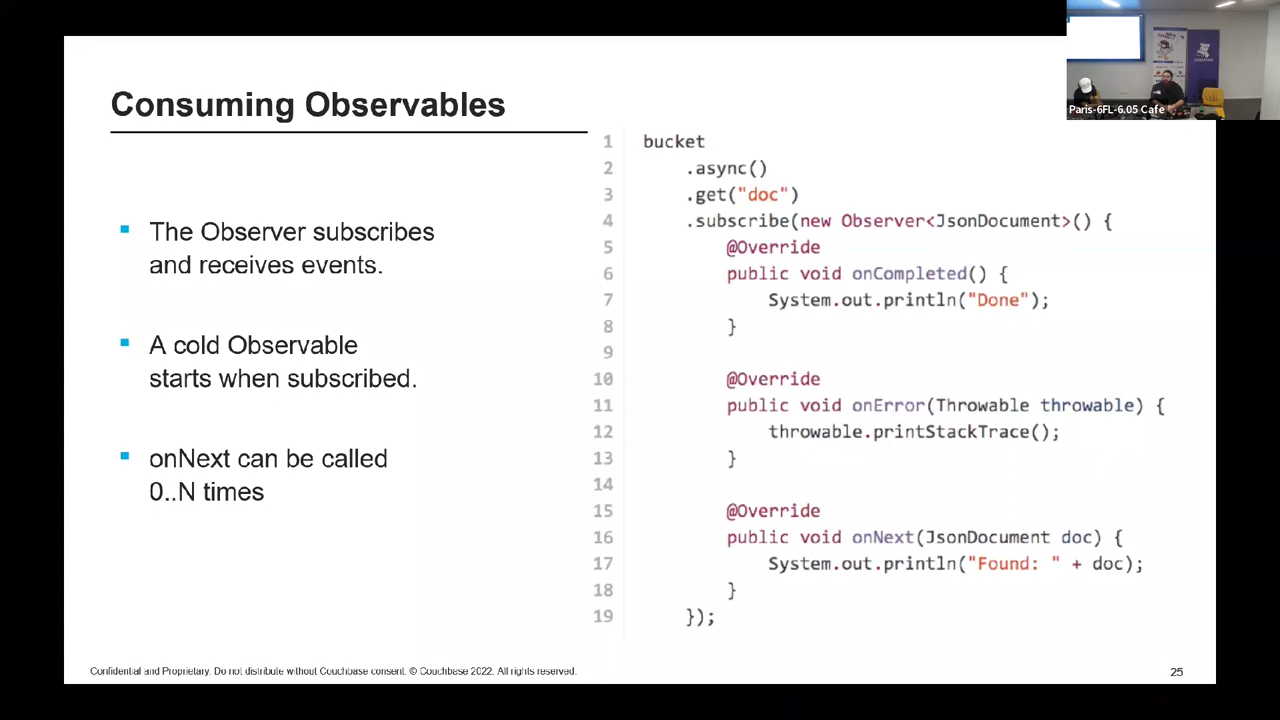 Consuming Observables
The Observer subscribes
and receives events.
A cold Observable
starts when subscribed.
onNext can be called
0..N times
1 bucket
2 .async()
3 .get("doc")
4 .subscribe(new Observer<JsonDocument>() {
5 @Override
6 public void onCompleted() {
7 System.out.println("Done");
8 }
9
10 @Override
11 public void onError(Throwable throwable) {
12 throwable.printStackTrace();
13 }
14
15 @Override
16 public void onNext(JsonDocument doc) {
17 System.out.println("Found: " + doc);
18 }
19 });
Confidential and Proprietary. Do not distribute without Couchbase consent. © Couchbase 2022. All rights reserved.
25
Paris-6FL-6.05 Cafe